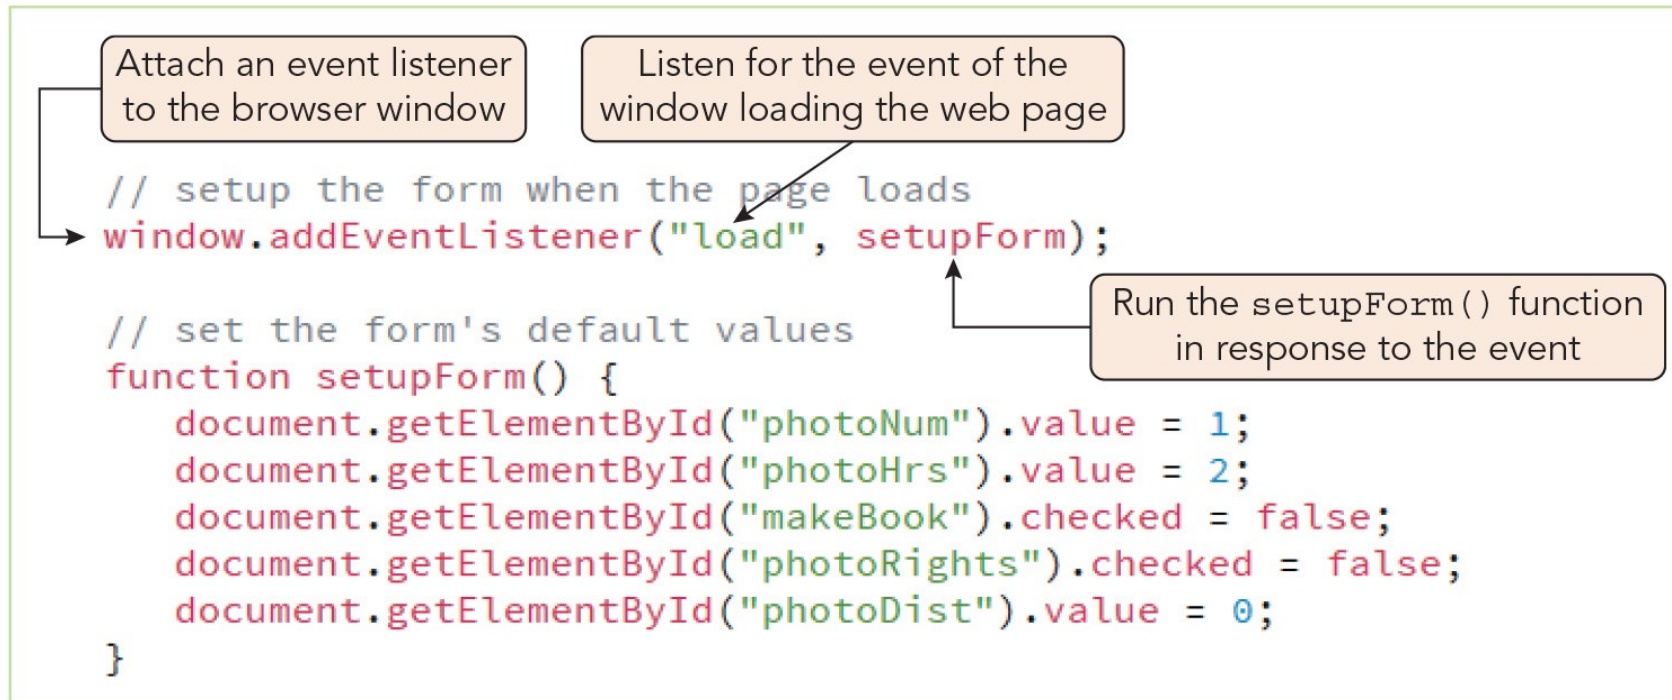 Attach an event listener
to the browser window
Listen for the event of the
window loading the web page
// setup the form when the page loads
window.addEventListener("load", setupForm);
Run the setupForm() function
in response to the event
// set the form's default values
function setupForm() {
   document.getElementById("photoNum").value = 1;
   document.getElementById("photoHrs").value = 2;
   document.getElementById("makeBook").checked = false;
   document.getElementById("photoRights").checked = false;
   document.getElementById("photoDist").value = 0;
}